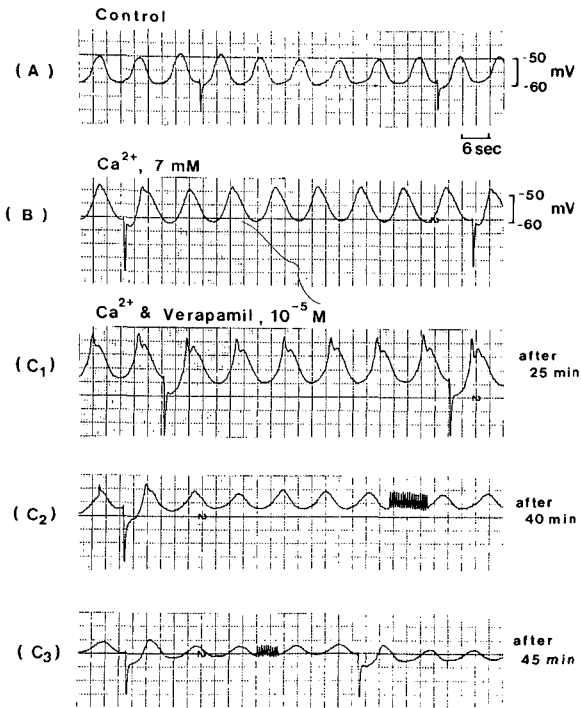 Control
(A)
-50
-60
mV
6 sec
Ca²⁺, 7 mM
(B)
-50
-60
mV
Ca²⁺ & Verapamil, 10⁻⁵ M
(C₁)
after
25 min
(C₂)
after
40 min
(C₃)
after
45 min